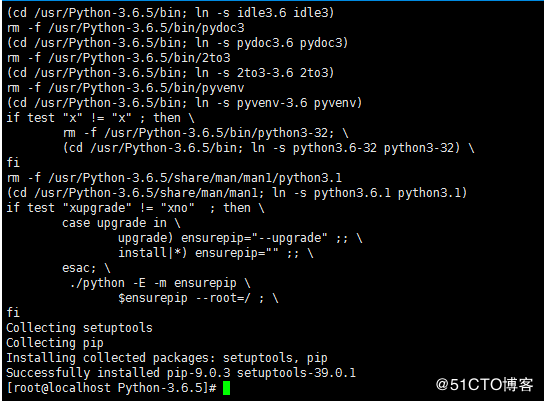 (cd /usr/Python-3.6.5/bin; ln -s idle3.6 idle3)
rm -f /usr/Python-3.6.5/bin/pydoc3
(cd /usr/Python-3.6.5/bin; ln -s pydoc3.6 pydoc3)
rm -f /usr/Python-3.6.5/bin/2to3
(cd /usr/Python-3.6.5/bin; ln -s 2to3-3.6 2to3)
rm -f /usr/Python-3.6.5/bin/pyvenv
(cd /usr/Python-3.6.5/bin; ln -s pyvenv-3.6 pyvenv)
if test "x" != "x" ; then \
        rm -f /usr/Python-3.6.5/bin/python3-32; \
        (cd /usr/Python-3.6.5/bin; ln -s python3.6-32 python3-32) \
fi
rm -f /usr/Python-3.6.5/share/man/man1/python3.1
(cd /usr/Python-3.6.5/share/man/man1; ln -s python3.6.1 python3.1)
if test "xupgrade" != "xno"  ; then \
        case upgrade in \
                upgrade) ensurepip="--upgrade" ;; \
                install|*) ensurepip="" ;; \
        esac; \
         ./python -E -m ensurepip \
                $ensurepip --root=/ ; \
fi
Collecting setuptools
Collecting pip
Installing collected packages: setuptools, pip
Successfully installed pip-9.0.3 setuptools-39.0.1
[root@localhost Python-3.6.5]#
@51CTO博客